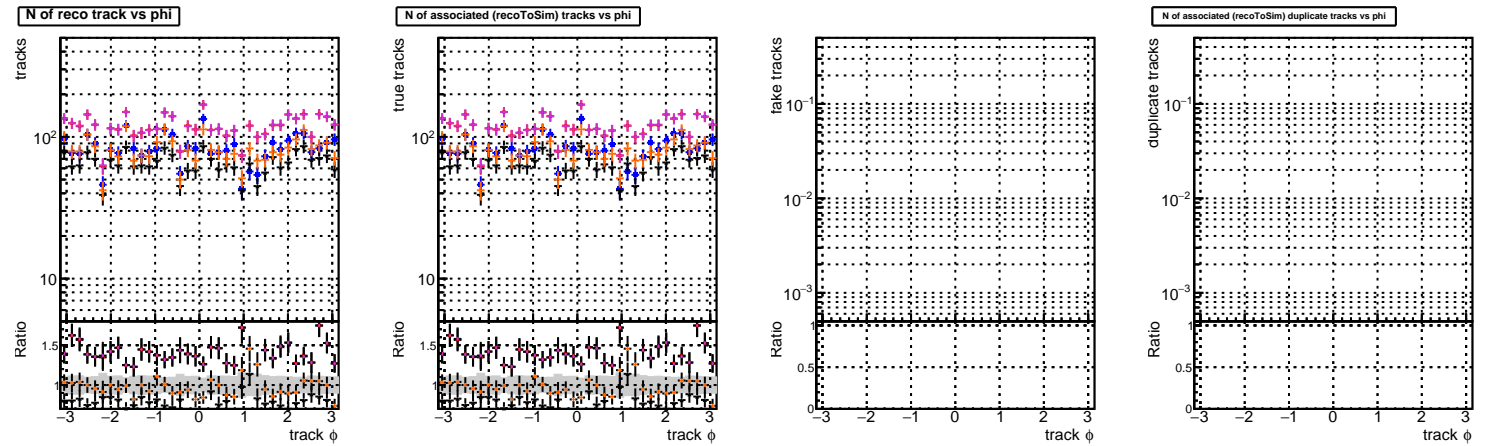 N of reco track vs phi
tracks
10²
10
Ratio
1.5
1
−3 −2 −1 0 1 2 3
track ϕ
N of associated (recoToSim) tracks vs phi
true tracks
10²
10
Ratio
1.5
1
−3 −2 −1 0 1 2 3
track ϕ
fake tracks
10⁻¹
10⁻²
10⁻³
Ratio
1
0.5
0
−3 −2 −1 0 1 2 3
track ϕ
N of associated (recoToSim) duplicate tracks vs phi
duplicate tracks
10⁻¹
10⁻²
10⁻³
Ratio
1
0.5
0
−3 −2 −1 0 1 2 3
track ϕ